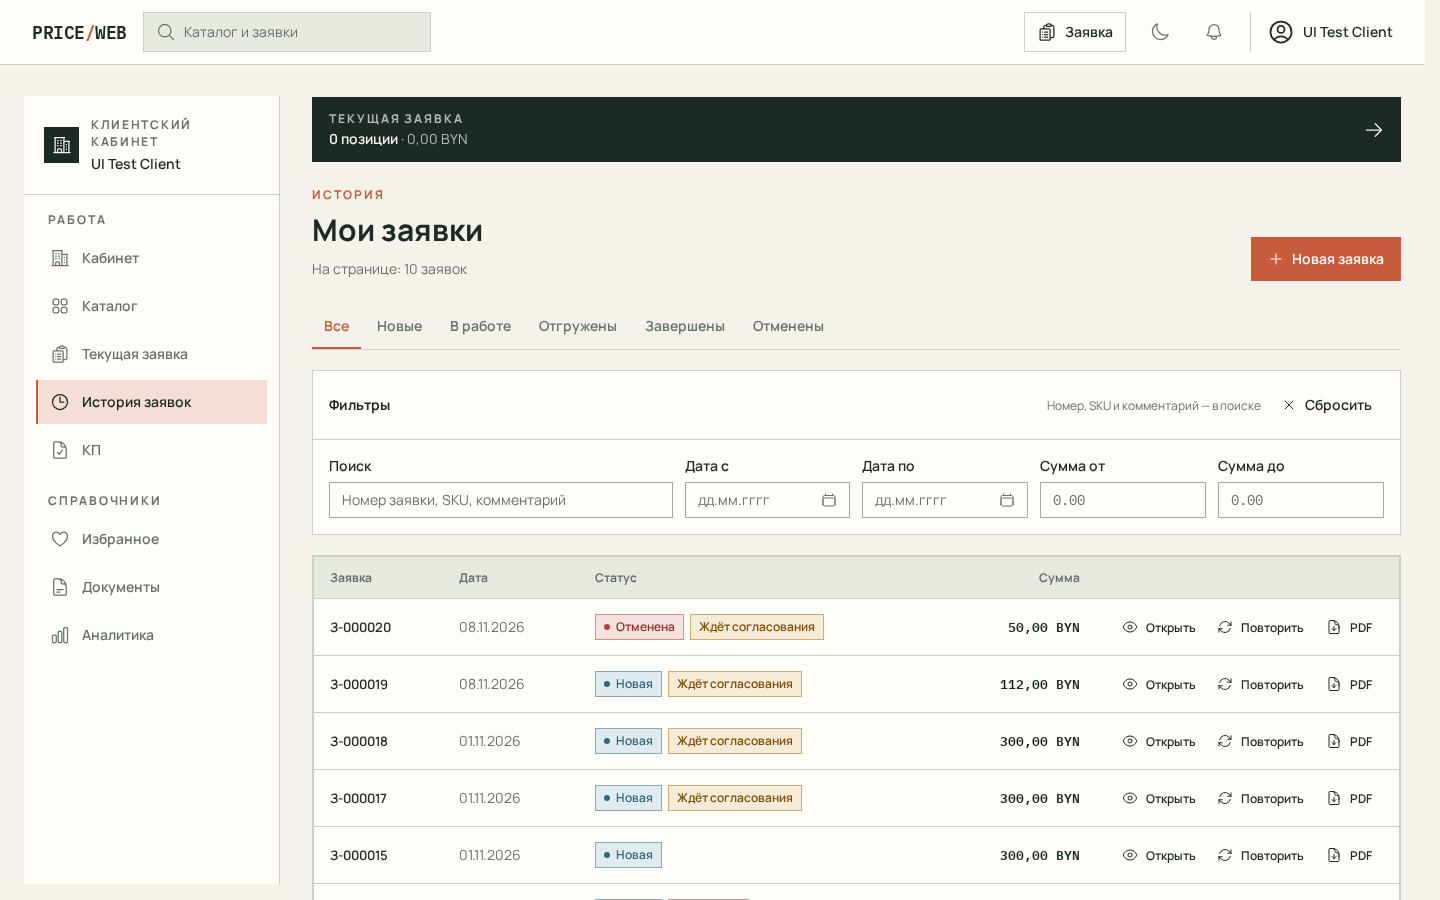 PRICE/WEB
Каталог и заявки
Заявка
UI Test Client
КЛИЕНТСКИЙ
КАБИНЕТ
UI Test Client
РАБОТА
Кабинет
Каталог
Текущая заявка
История заявок
КП
СПРАВОЧНИКИ
Избранное
Документы
Аналитика
ТЕКУЩАЯ ЗАЯВКА
0 позиции · 0,00 BYN
ИСТОРИЯ
Мои заявки
На странице: 10 заявок
Новая заявка
Все Новые В работе Отгружены Завершены Отменены
Фильтры Номер, SKU и комментарий — в поиске Сбросить
Поиск Дата с Дата по Сумма от Сумма до
Номер заявки, SKU, комментарий дд.мм.гггг дд.мм.гггг 0.00 0.00
Заявка Дата Статус Сумма
З-000020 08.11.2026 Отменена Ждёт согласования 50,00 BYN Открыть Повторить PDF
З-000019 08.11.2026 Новая Ждёт согласования 112,00 BYN Открыть Повторить PDF
З-000018 01.11.2026 Новая Ждёт согласования 300,00 BYN Открыть Повторить PDF
З-000017 01.11.2026 Новая Ждёт согласования 300,00 BYN Открыть Повторить PDF
З-000015 01.11.2026 Новая 300,00 BYN Открыть Повторить PDF